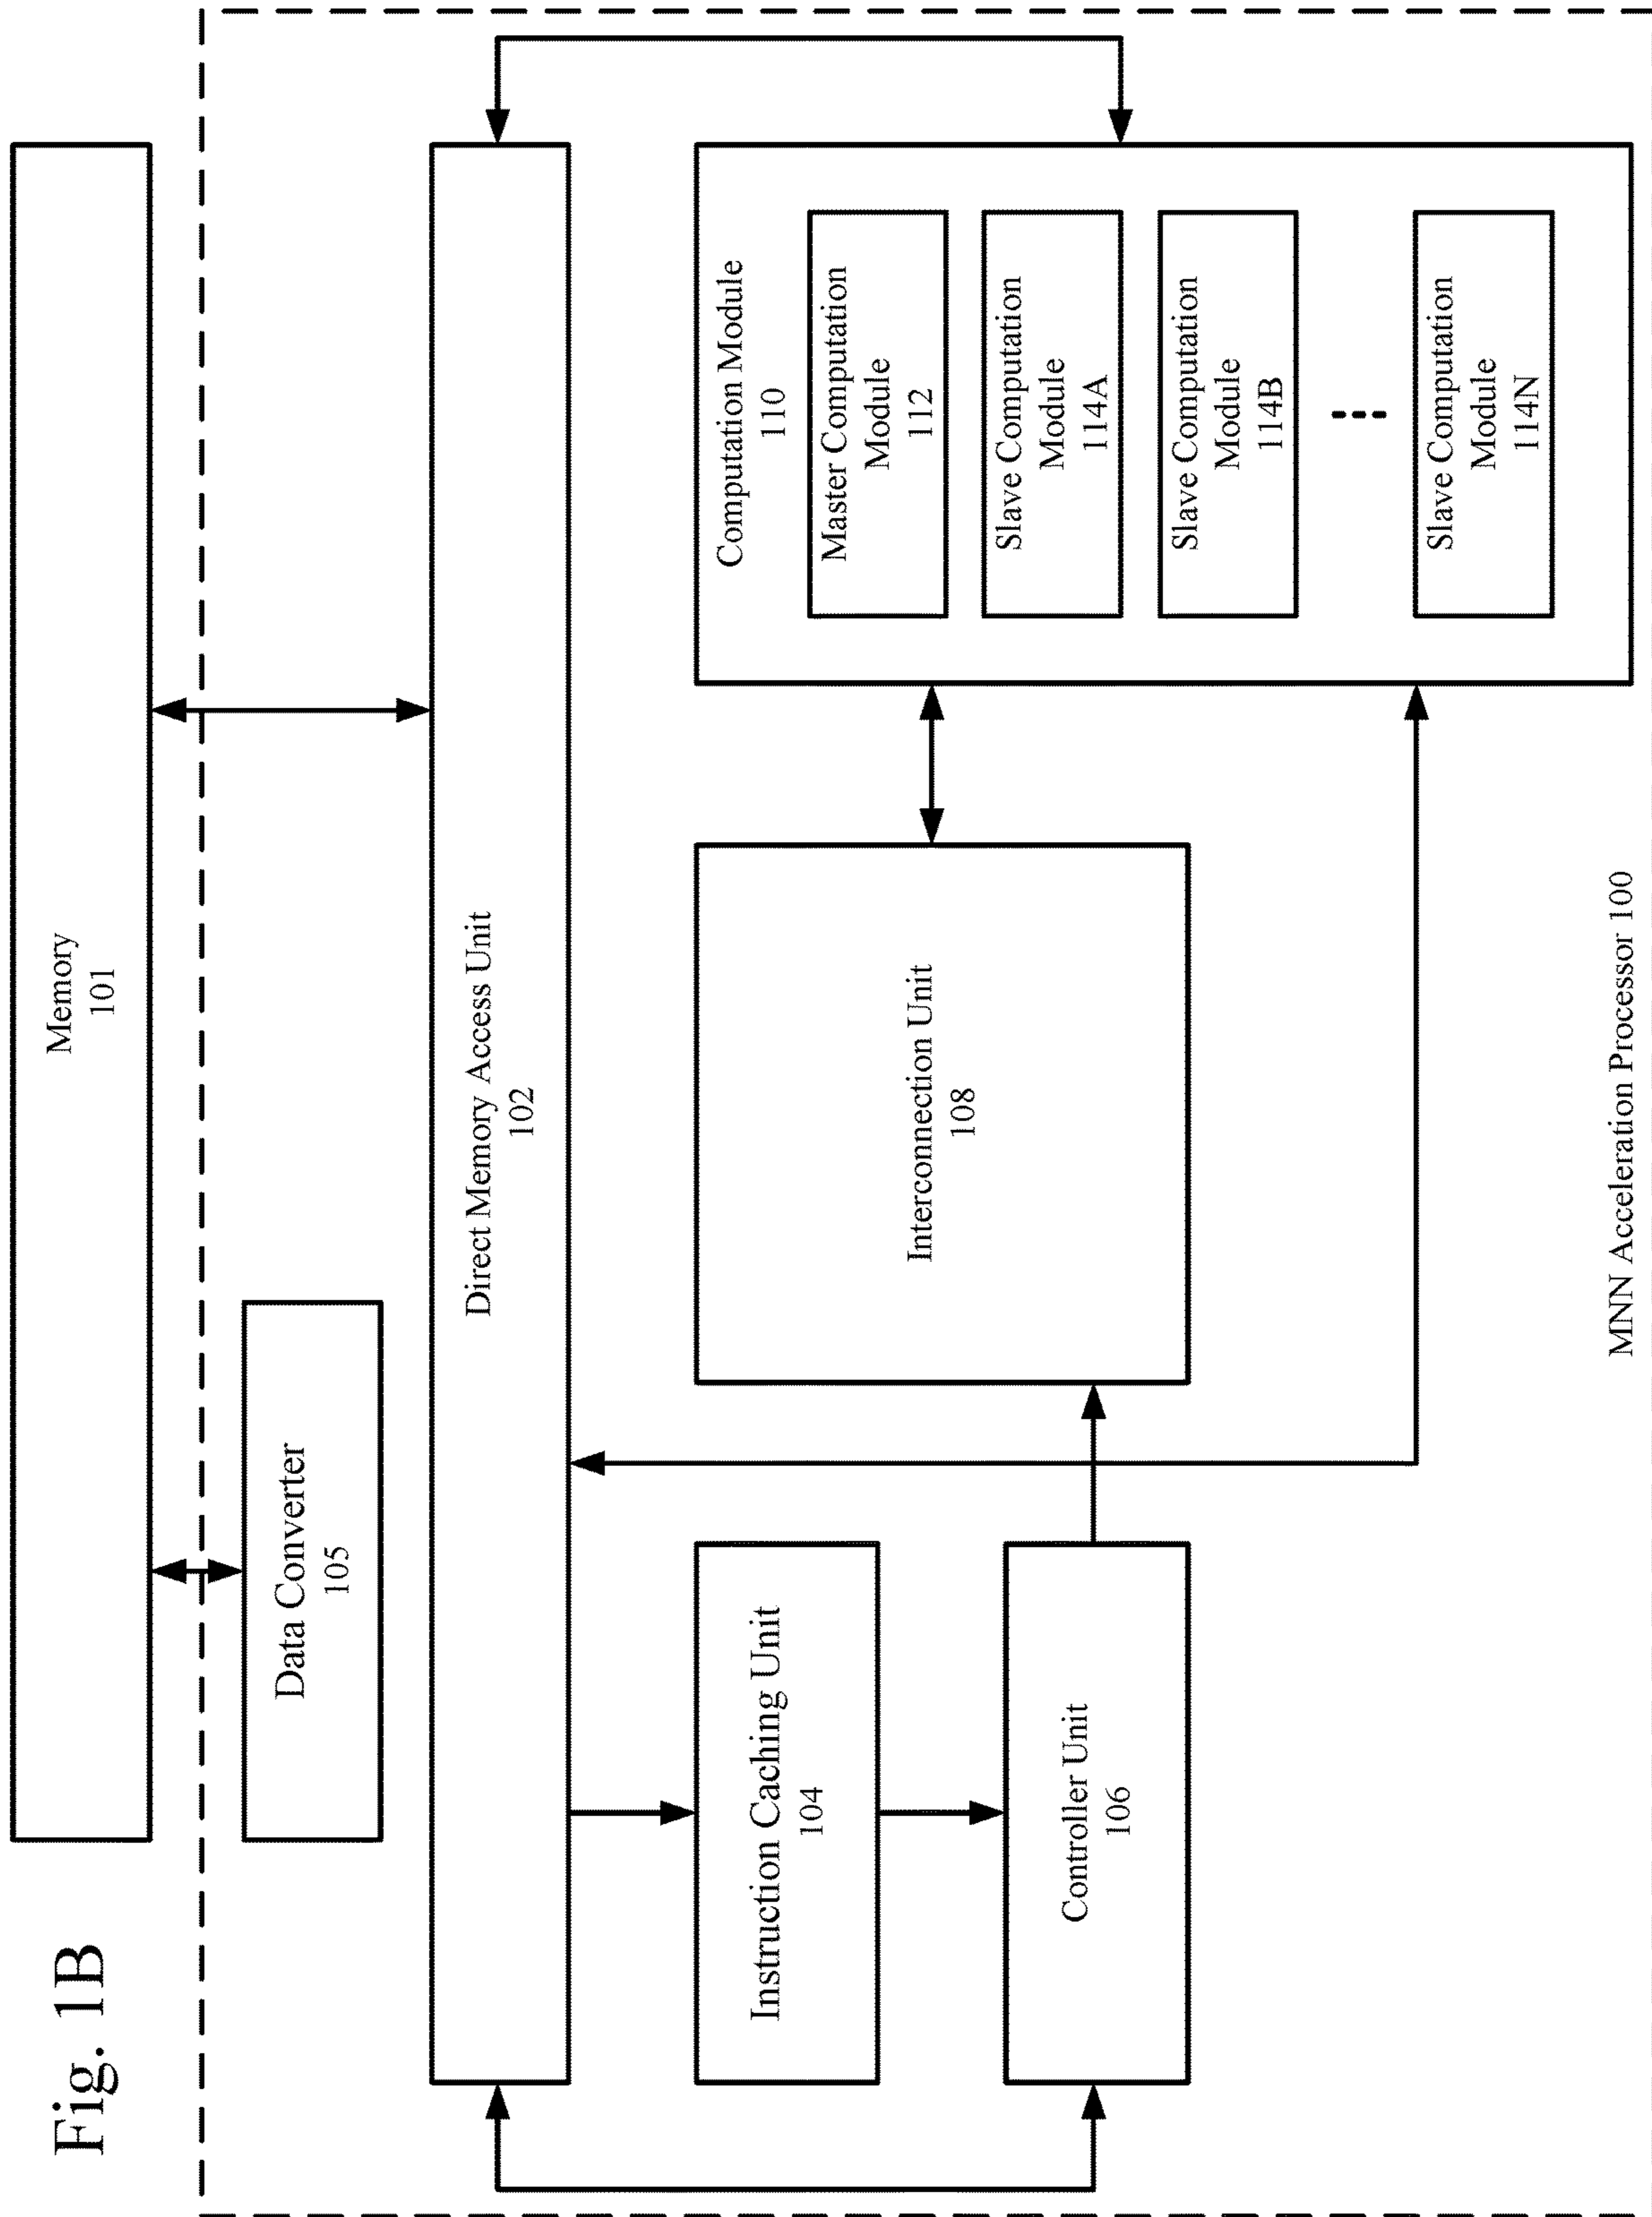 Fig. 1B
Memory
101
Data Converter
105
Direct Memory Access Unit
102
Instruction Caching Unit
104
Controller Unit
106
Interconnection Unit
108
Computation Module
110
Master Computation
Module
112
Slave Computation
Module
114A
Slave Computation
Module
114B
Slave Computation
Module
114N
MNN Acceleration Processor 100